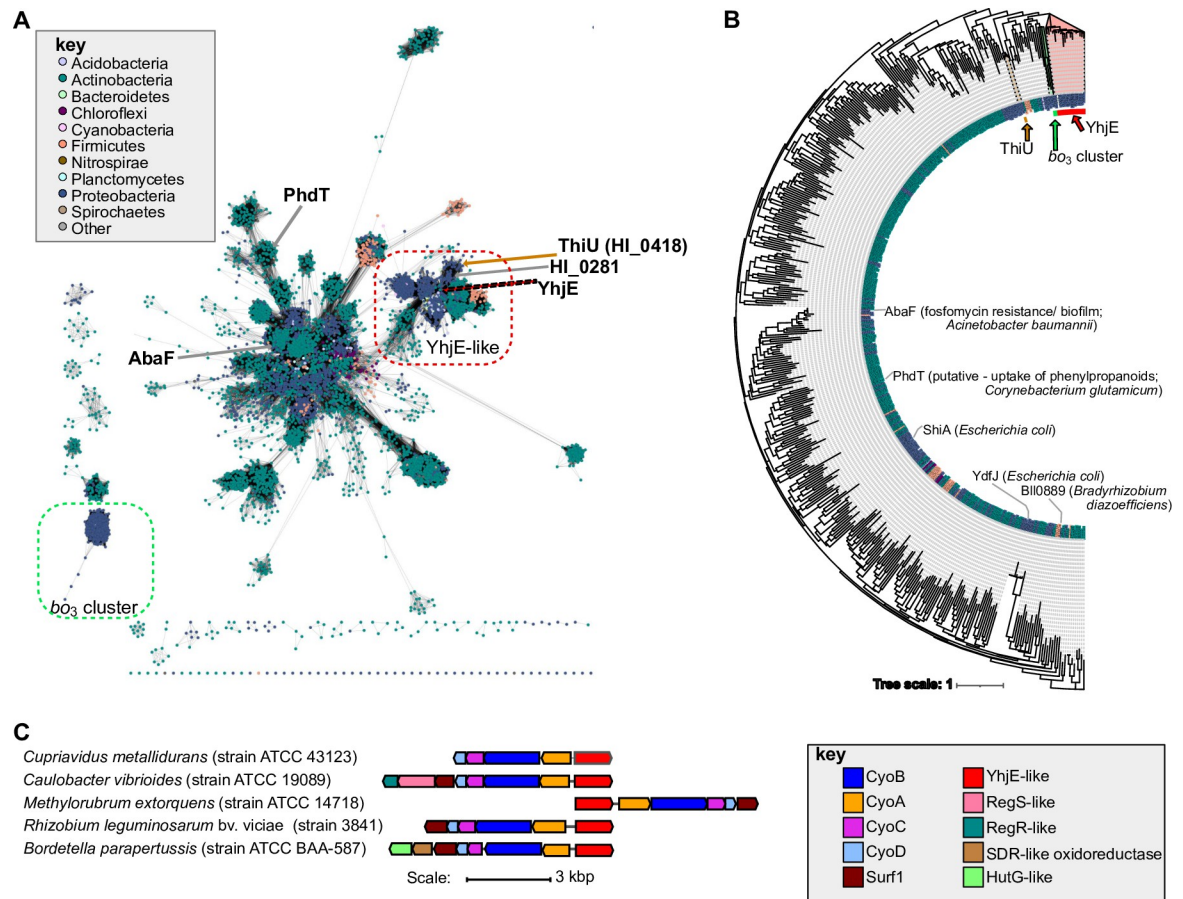 A
key
Acidobacteria
Actinobacteria
Bacteroidetes
Chloroflexi
Cyanobacteria
Firmicutes
Nitrospirae
Planctomycetes
Proteobacteria
Spirochaetes
Other
PhdT
ThiU (HI_0418)
HI_0281
YhjE
YhjE-like
AbaF
bo3 cluster
B
YhjE
ThiU
bo3 cluster
AbaF (fosfomycin resistance/ biofilm;
Acinetobacter baumannii)
PhdT (putative - uptake of phenylpropanoids;
Corynebacterium glutamicum)
ShiA (Escherichia coli)
YdfJ (Escherichia coli)
Bll0889 (Bradyrhizobium
diazoefficiens)
Tree scale: 1
C
Cupriavidus metallidurans (strain ATCC 43123)
Caulobacter vibrioides (strain ATCC 19089)
Methylorubrum extorquens (strain ATCC 14718)
Rhizobium leguminosarum bv. viciae (strain 3841)
Bordetella parapertussis (strain ATCC BAA-587)
Scale: 3 kbp
key
CyoB
CyoA
CyoC
CyoD
Surf1
YhjE-like
RegS-like
RegR-like
SDR-like oxidoreductase
HutG-like